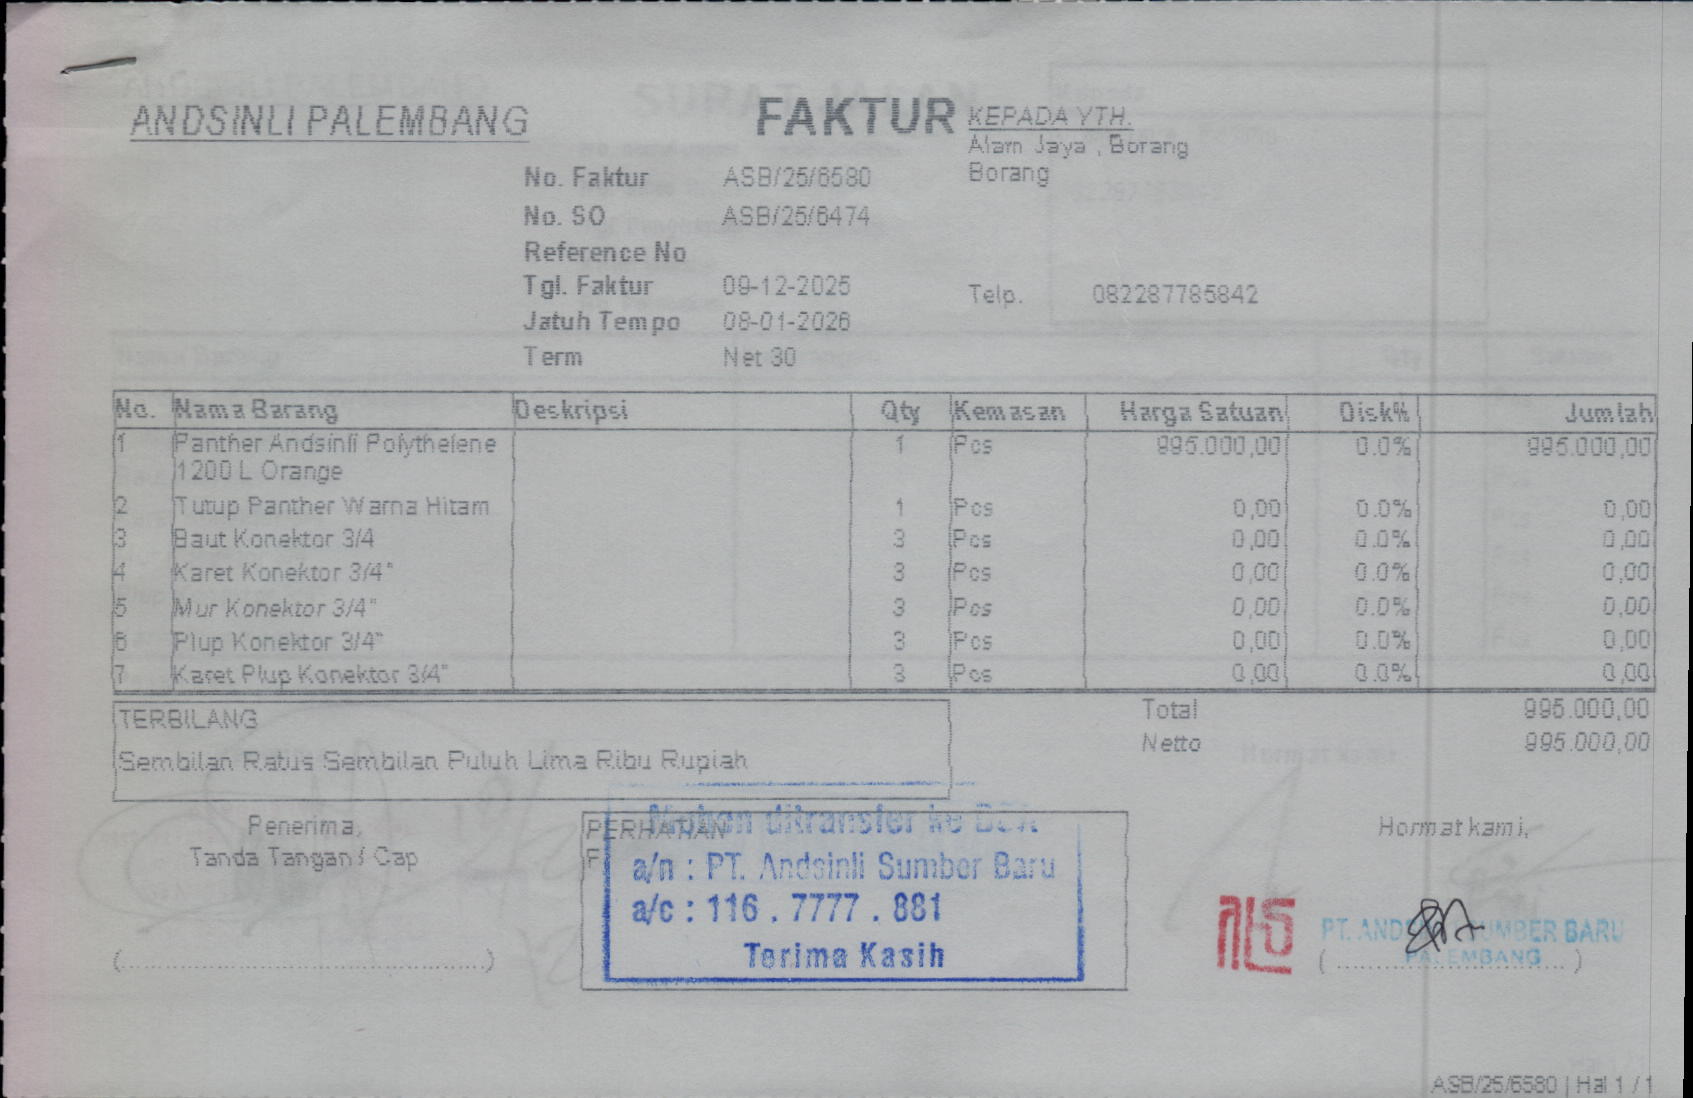 ANDSINLI PALEMBANG
FAKTUR
KEPADA YTH.
Alam Jaya , Borang
Borang
No. Faktur ASB/25/6580
No. SO ASB/25/6474
Reference No
Tgl. Faktur 09-12-2025
Jatuh Tempo 08-01-2026
Term Net 30
Telp. 082287785842
No. Nama Barang Deskripsi Qty Kemasan Harga Satuan Disk% Jumlah
1 Panther Andsinli Polythelene 1 Pcs 995.000,00 0.0% 995.000,00
1200 L Orange
2 Tutup Panther Warna Hitam 1 Pcs 0,00 0.0% 0,00
3 Baut Konektor 3/4 3 Pcs 0,00 0.0% 0,00
4 Karet Konektor 3/4" 3 Pcs 0,00 0.0% 0,00
5 Mur Konektor 3/4" 3 Pcs 0,00 0.0% 0,00
6 Plup Konektor 3/4" 3 Pcs 0,00 0.0% 0,00
7 Karet Plup Konektor 3/4" 3 Pcs 0,00 0.0% 0,00
Total 995.000,00
Netto 995.000,00
TERBILANG
Sembilan Ratus Sembilan Puluh Lima Ribu Rupiah
Penerima,
Tanda Tangan / Cap
(........................................)
PERHATIAN
Mohon ditransfer ke BCA
a/n : PT. Andsinli Sumber Baru
a/c : 116 . 7777 . 881
Terima Kasih
Hormat kami,
PT. AND SUMBER BARU
PALEMBANG
ASB/25/6580 | Hal 1 / 1